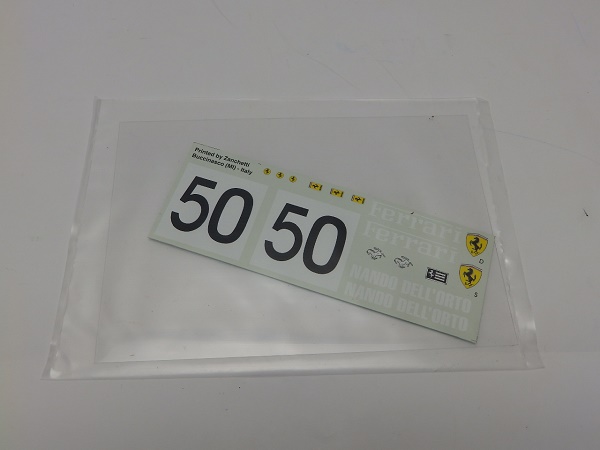 Printed by Zanchetti
Buccinasco (MI) - Italy
50
50
ferrari
ferrari
D
S
NANDO DELL'ORTO
NANDO DELL'ORTO